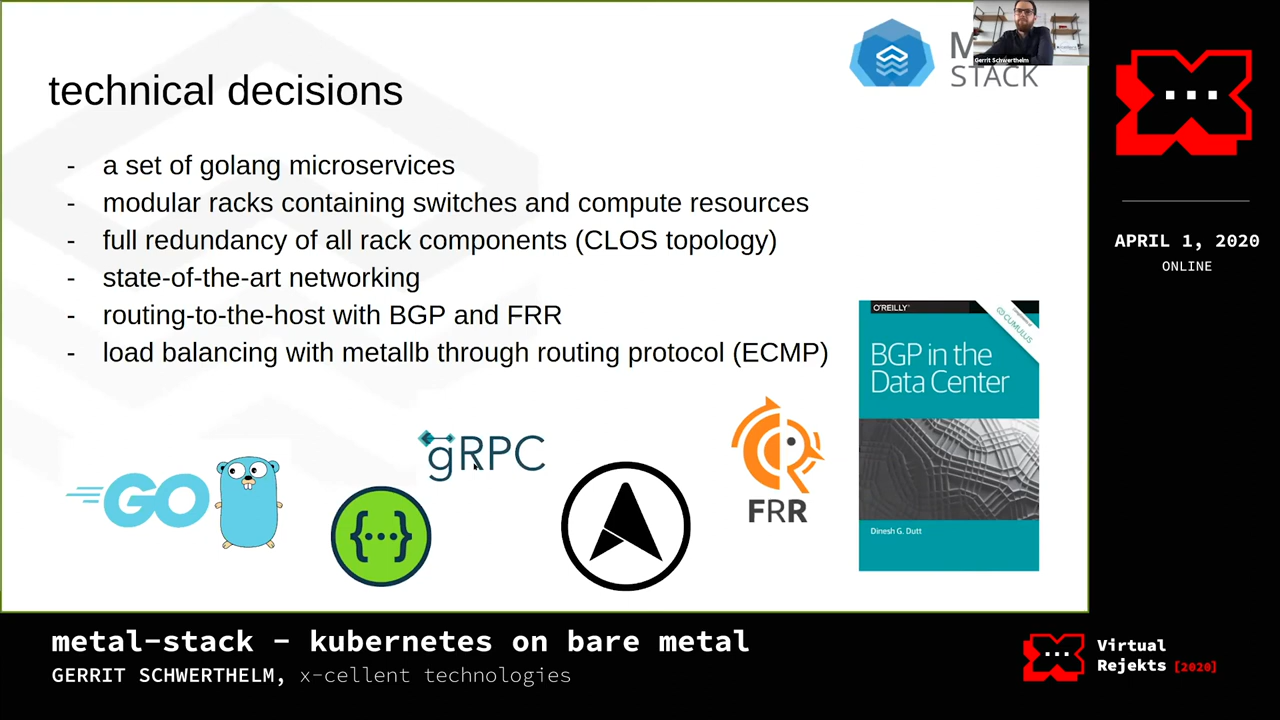 technical decisions
M
STACK
Gerrit Schwerthelm
- a set of golang microservices
- modular racks containing switches and compute resources
- full redundancy of all rack components (CLOS topology)
- state-of-the-art networking
- routing-to-the-host with BGP and FRR
- load balancing with metallb through routing protocol (ECMP)
GO
{...}
gRPC
FRR
O'REILLY®
CUMULUS
BGP in the
Data Center
Dinesh G. Dutt
APRIL 1, 2020
ONLINE
metal-stack - kubernetes on bare metal
GERRIT SCHWERTHELM, x-cellent technologies
Virtual
Rejekts [2020]